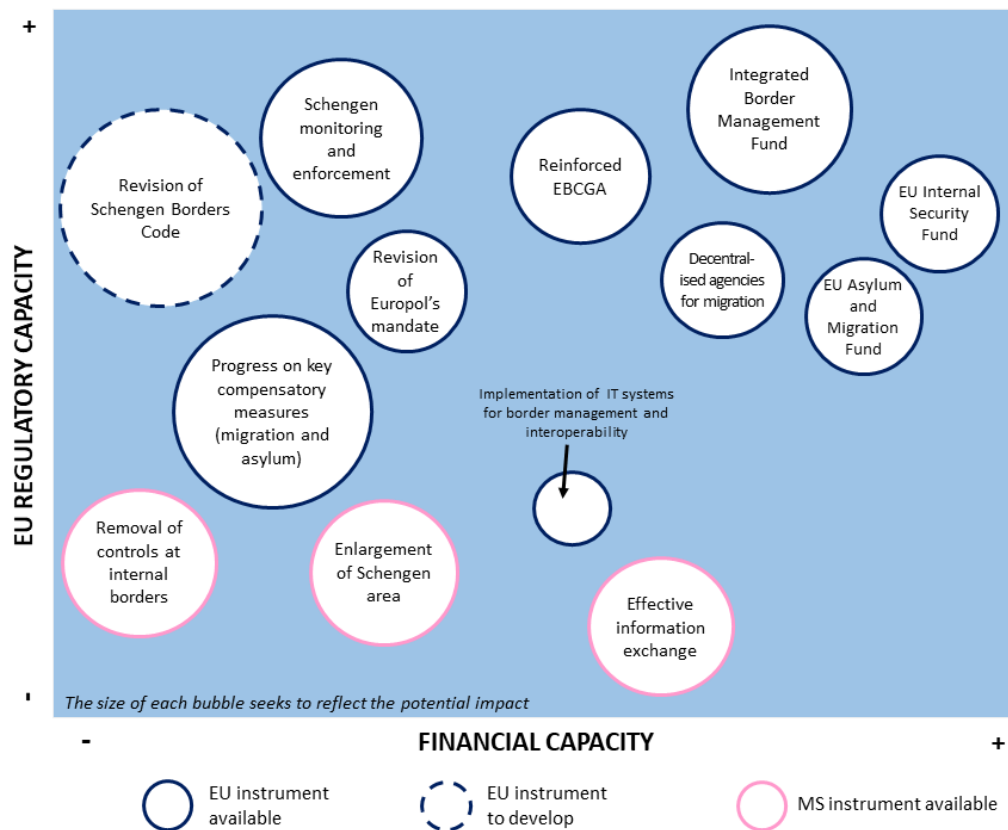 +
Schengen
monitoring
and
enforcement
Integrated
Border
Management
Fund
Revision of
Schengen Borders
Code
Reinforced
EBCGA
EU Internal
Security
Fund
Revision
of
Europol's
mandate
Decentral-
ised agencies
for migration
EU Asylum
and
Migration
Fund
Progress on key
compensatory
measures
(migration and
asylum)
Implementation of IT systems
for border management and
interoperability
Removal of
controls at
internal
borders
Enlargement
of Schengen
area
Effective
information
exchange
EU REGULATORY CAPACITY
-
The size of each bubble seeks to reflect the potential impact
-
FINANCIAL CAPACITY
+
EU instrument
available
EU instrument
to develop
MS instrument available